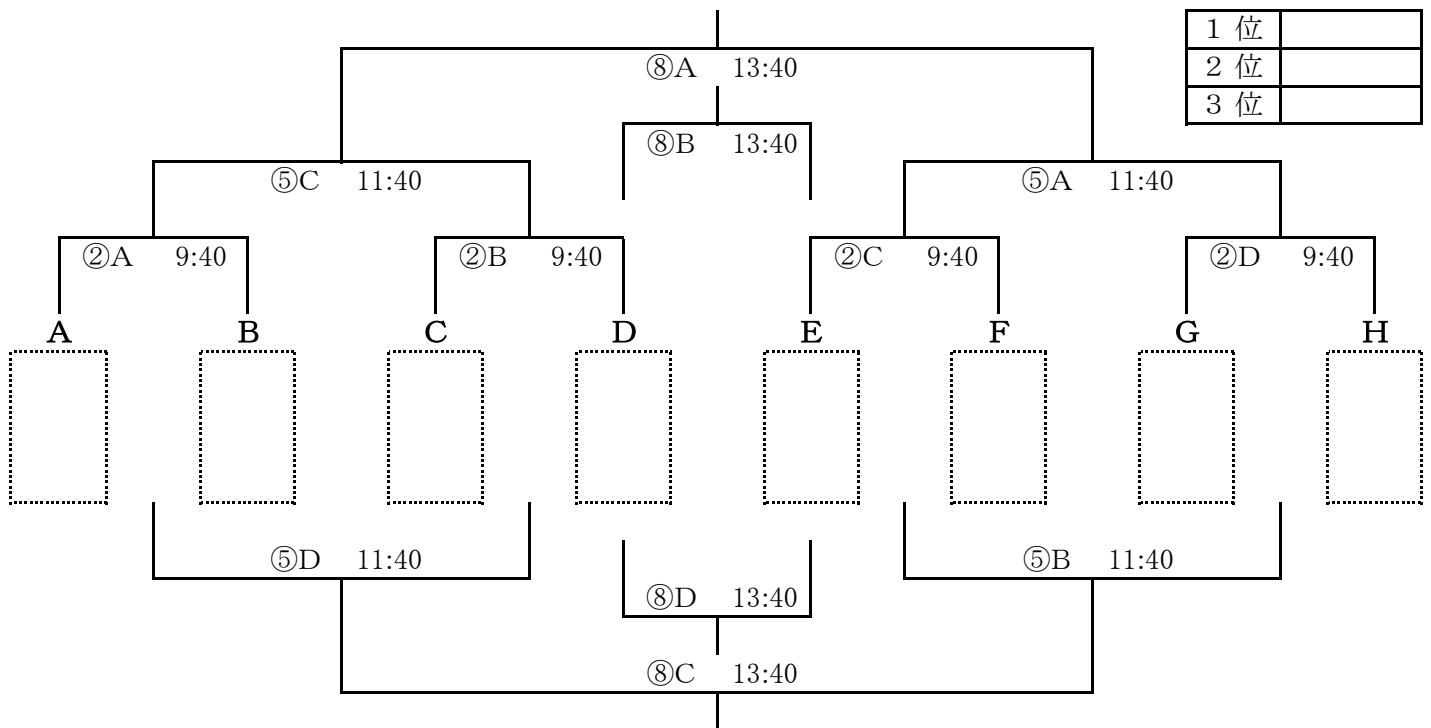 1 位
2 位
3 位
⑧A 13:40
⑧B 13:40
⑤C 11:40
⑤A 11:40
②A 9:40
②B 9:40
②C 9:40
②D 9:40
A B C D E F G H
⑤D 11:40
⑤B 11:40
⑧D 13:40
⑧C 13:40